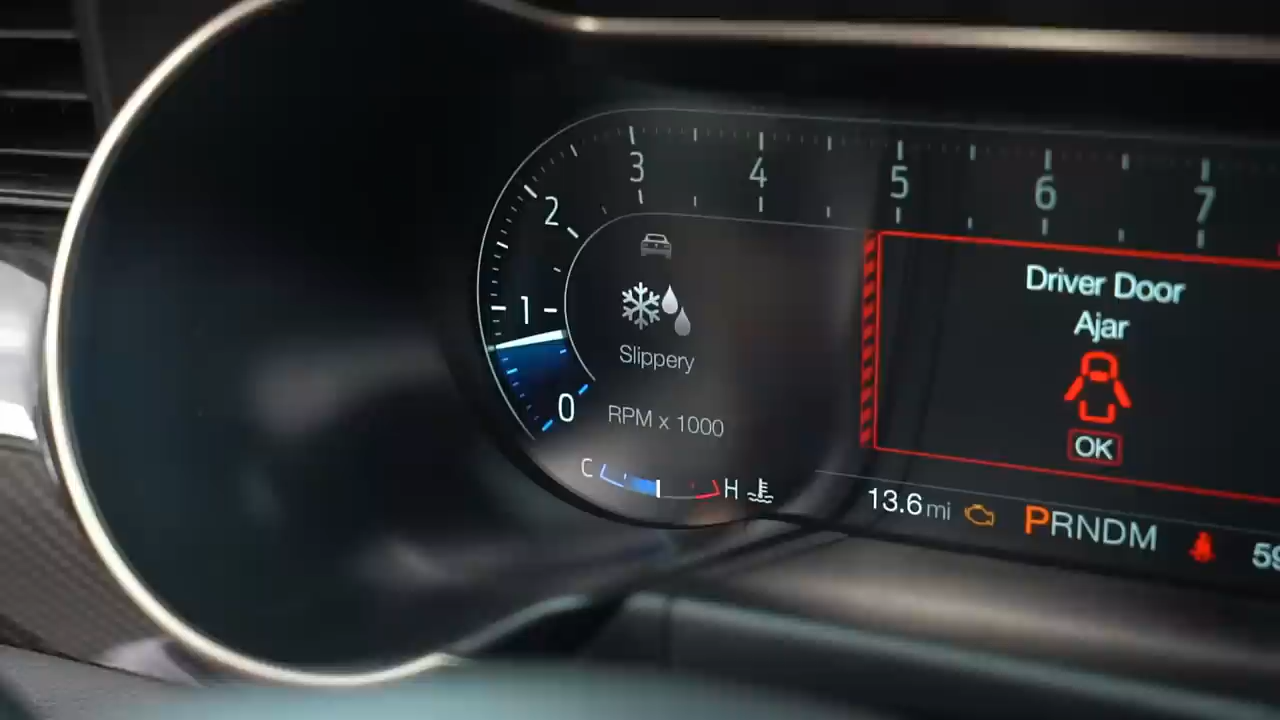 3 4 5 6 7
2
1
0
Slippery
RPM x 1000
C H
Driver Door
Ajar
OK
13.6 mi PRNDM 59